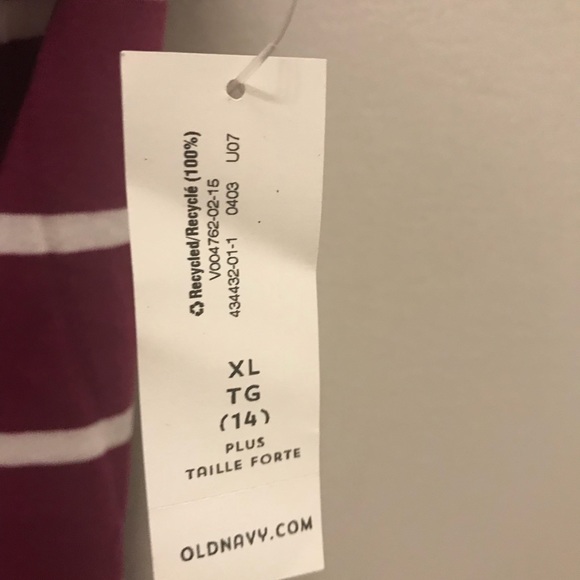 ♻ Recycled/Recyclé (100%)
V004762-02-15
434432-01-1 0403 U07
XL
TG
(14)
PLUS
TAILLE FORTE
OLDNAVY.COM